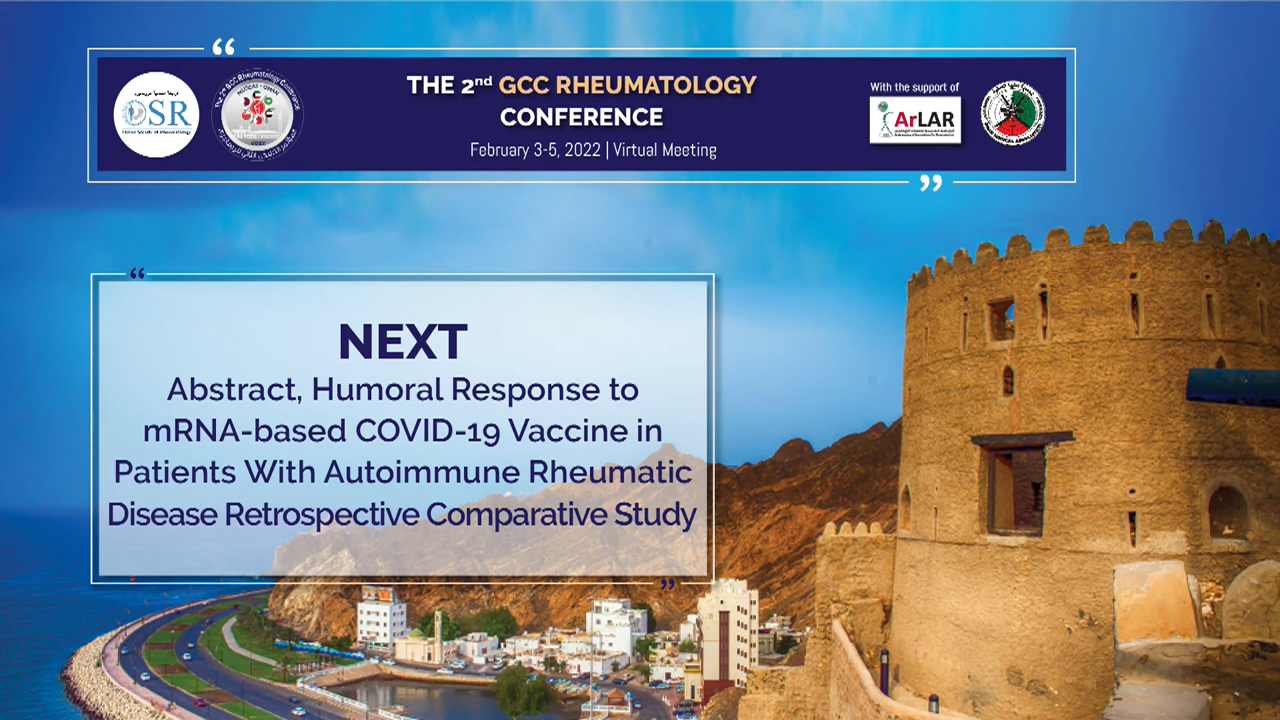 THE 2nd GCC RHEUMATOLOGY
CONFERENCE
February 3-5, 2022 | Virtual Meeting
OSR
With the support of
ArLAR
NEXT
Abstract, Humoral Response to
mRNA-based COVID-19 Vaccine in
Patients With Autoimmune Rheumatic
Disease Retrospective Comparative Study